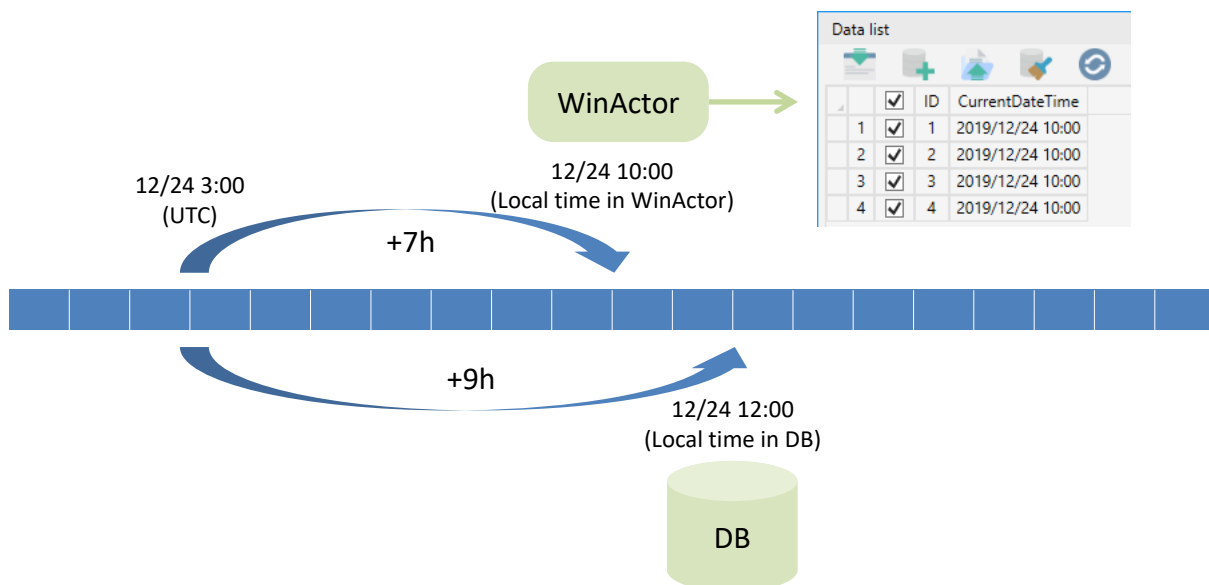 Data list
ID CurrentDateTime
1 1 2019/12/24 10:00
2 2 2019/12/24 10:00
3 3 2019/12/24 10:00
4 4 2019/12/24 10:00
WinActor
12/24 3:00
(UTC)
12/24 10:00
(Local time in WinActor)
+7h
+9h
12/24 12:00
(Local time in DB)
DB